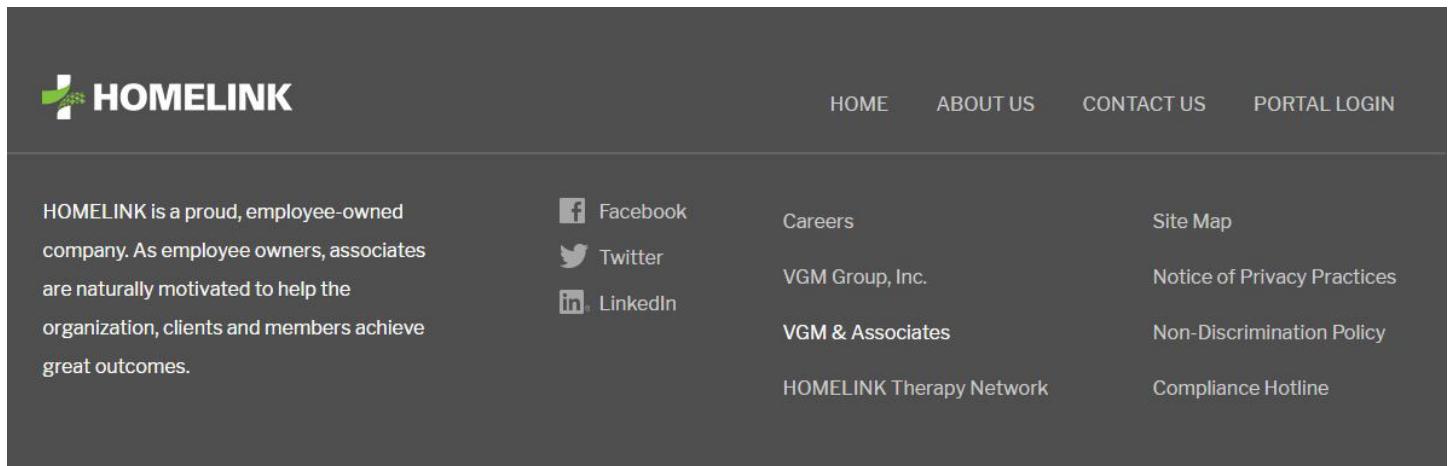 HOMELINK
HOME ABOUT US CONTACT US PORTAL LOGIN
HOMELINK is a proud, employee-owned
company. As employee owners, associates
are naturally motivated to help the
organization, clients and members achieve
great outcomes.
Facebook
Twitter
in LinkedIn
Careers
VGM Group, Inc.
VGM & Associates
HOMELINK Therapy Network
Site Map
Notice of Privacy Practices
Non-Discrimination Policy
Compliance Hotline